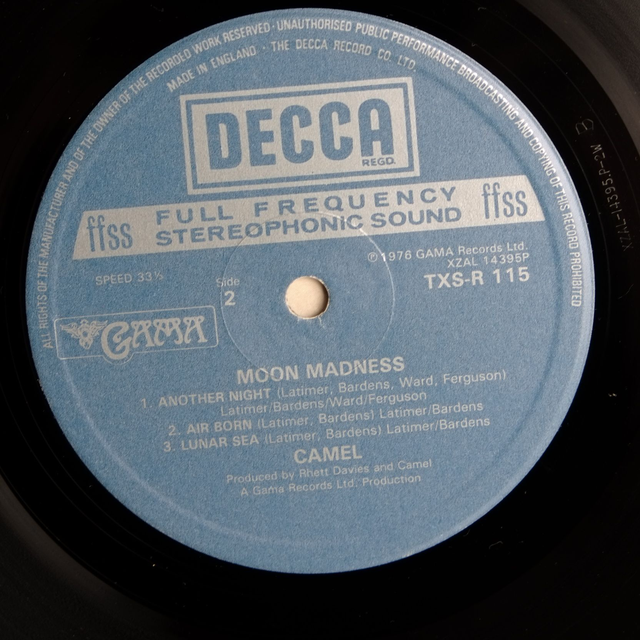 ALL RIGHTS OF THE MANUFACTURER AND OF THE OWNER OF THE RECORDED WORK RESERVED · UNAUTHORISED PUBLIC PERFORMANCE BROADCASTING AND COPYING OF THIS RECORD PROHIBITED
MADE IN ENGLAND · THE DECCA RECORD CO. LTD.
DECCA
REGD.
ffss FULL FREQUENCY STEREOPHONIC SOUND ffss
℗ 1976 GAMA Records Ltd.
XZAL 14395P
SPEED 33⅓
Side
2
TXS-R 115
GAMA
MOON MADNESS
1. ANOTHER NIGHT (Latimer, Bardens, Ward, Ferguson)
Latimer/Bardens/Ward/Ferguson
2. AIR BORN (Latimer, Bardens) Latimer/Bardens
3. LUNAR SEA (Latimer, Bardens) Latimer/Bardens
CAMEL
Produced by Rhett Davies and Camel
A Gama Records Ltd. Production